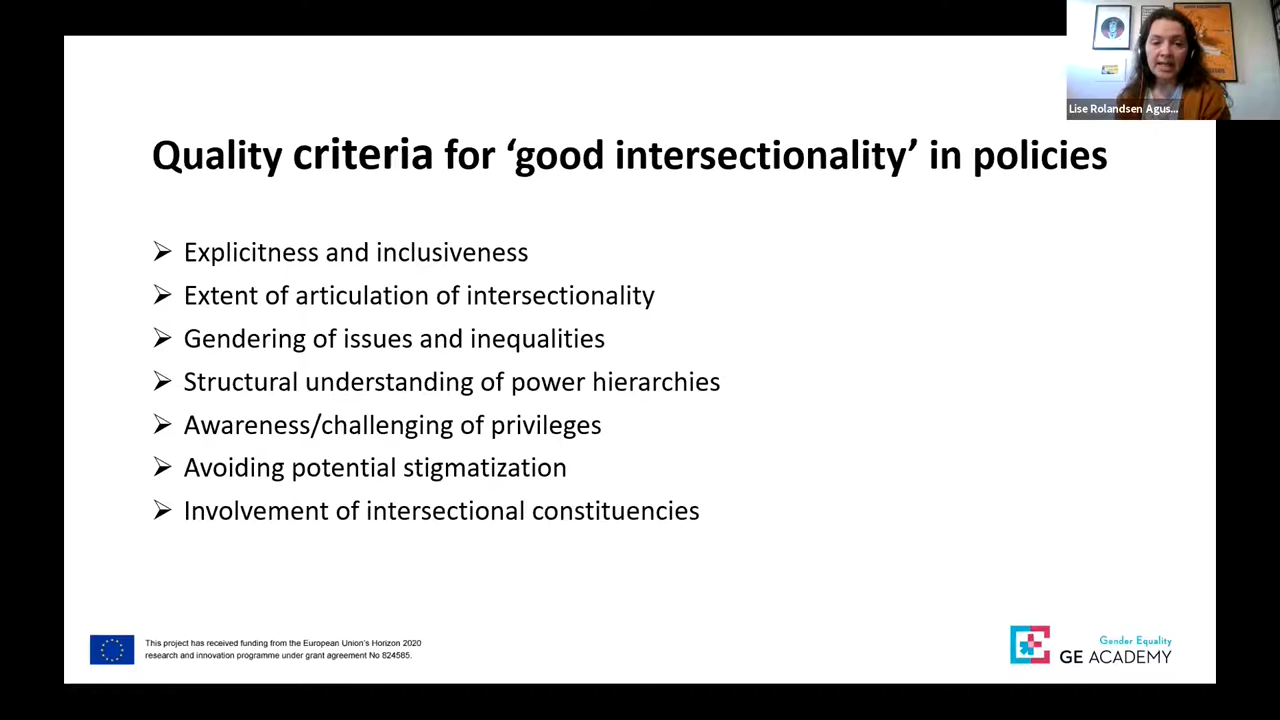 Lise Rolandsen Agus...
Quality criteria for ‘good intersectionality’ in policies
➢ Explicitness and inclusiveness
➢ Extent of articulation of intersectionality
➢ Gendering of issues and inequalities
➢ Structural understanding of power hierarchies
➢ Awareness/challenging of privileges
➢ Avoiding potential stigmatization
➢ Involvement of intersectional constituencies
This project has received funding from the European Union's Horizon 2020
research and innovation programme under grant agreement No 824585.
Gender Equality
GE ACADEMY